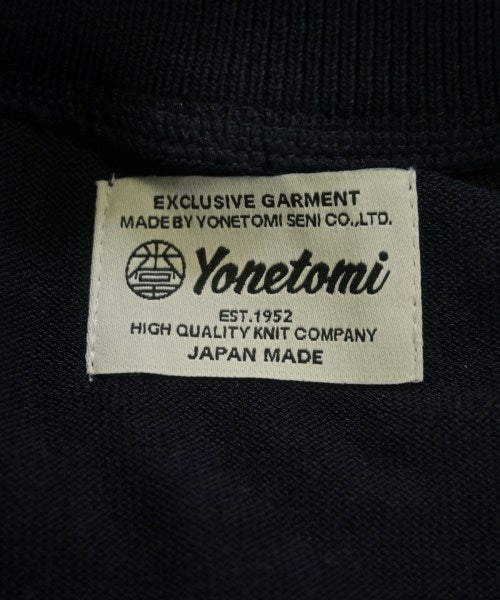 EXCLUSIVE GARMENT
MADE BY YONETOMI SENI CO.,LTD.
Yonetomi
EST.1952
HIGH QUALITY KNIT COMPANY
JAPAN MADE